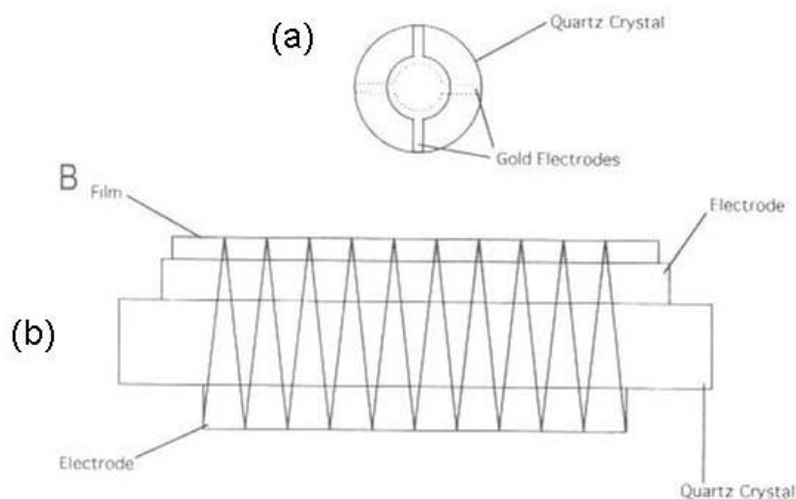 (a)
Quartz Crystal
Gold Electrodes
B
Film
Electrode
(b)
Electrode
Quartz Crystal